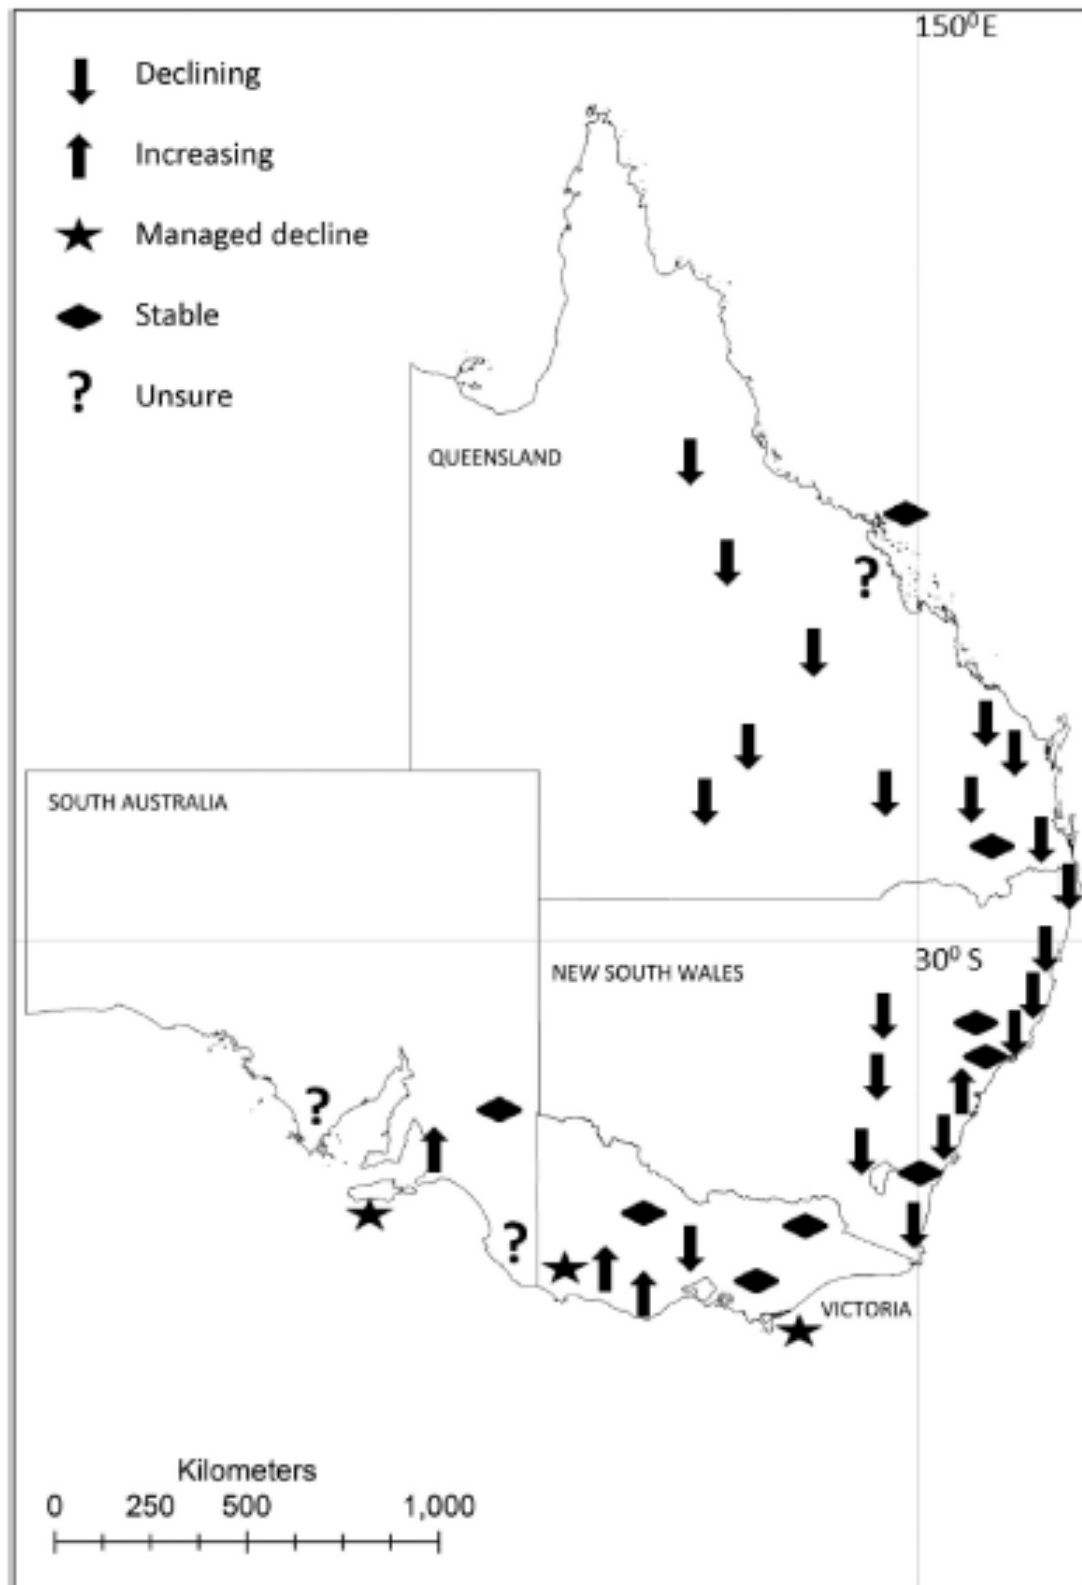 150⁰E
Declining
Increasing
Managed decline
Stable
? Unsure
QUEENSLAND
?
SOUTH AUSTRALIA
30⁰ S
NEW SOUTH WALES
?
?
VICTORIA
Kilometers
0 250 500 1,000